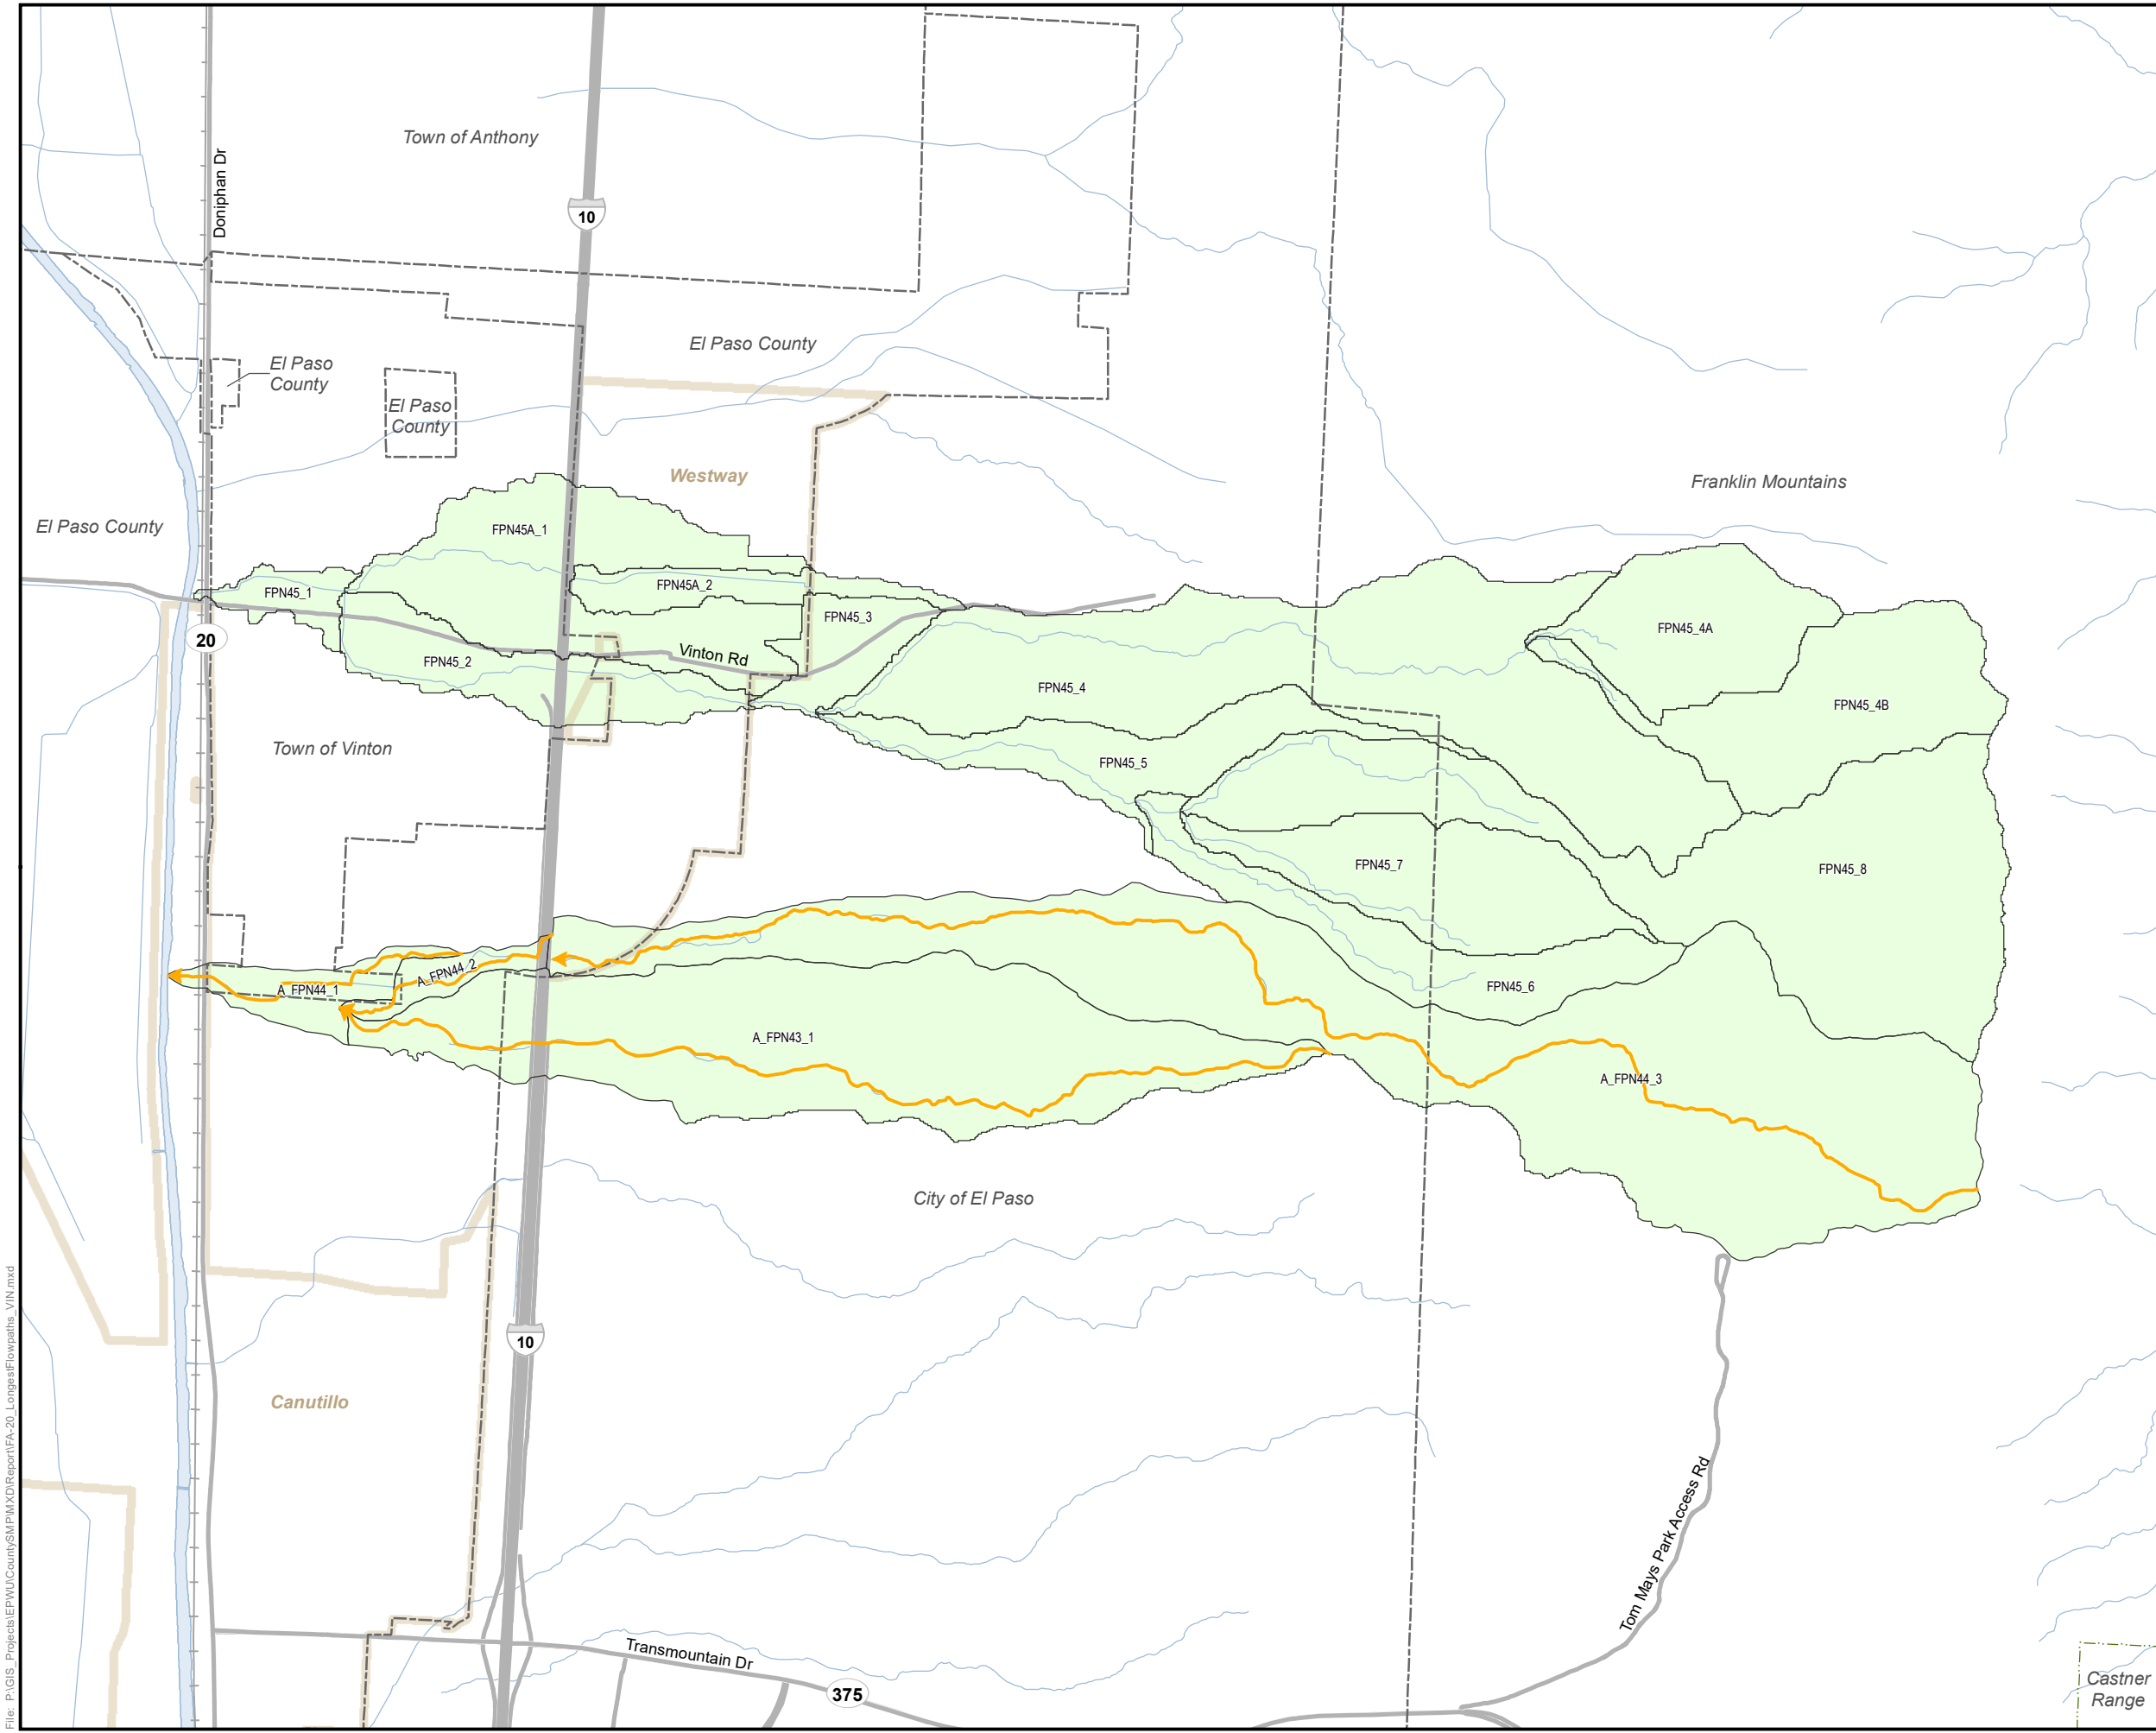 Town of Anthony
Doniphan Dr
10
El Paso County
El Paso
County
El Paso
County
Westway
Franklin Mountains
El Paso County
FPN45A_1
FPN45A_2
FPN45_1
FPN45_3
FPN45_4A
20
Vinton Rd
FPN45_2
FPN45_4
FPN45_4B
Town of Vinton
FPN45_5
FPN45_7
FPN45_8
A_FPN44_2
A_FPN44_1
FPN45_6
A_FPN43_1
A_FPN44_3
City of El Paso
10
Canutillo
Tom Mays Park Access Rd
Transmountain Dr
375
Castner
Range
File: P:\GIS_Projects\EPWU\CountySMP\MXD\Report\FA-20_LongestFlowpaths_VIN.mxd